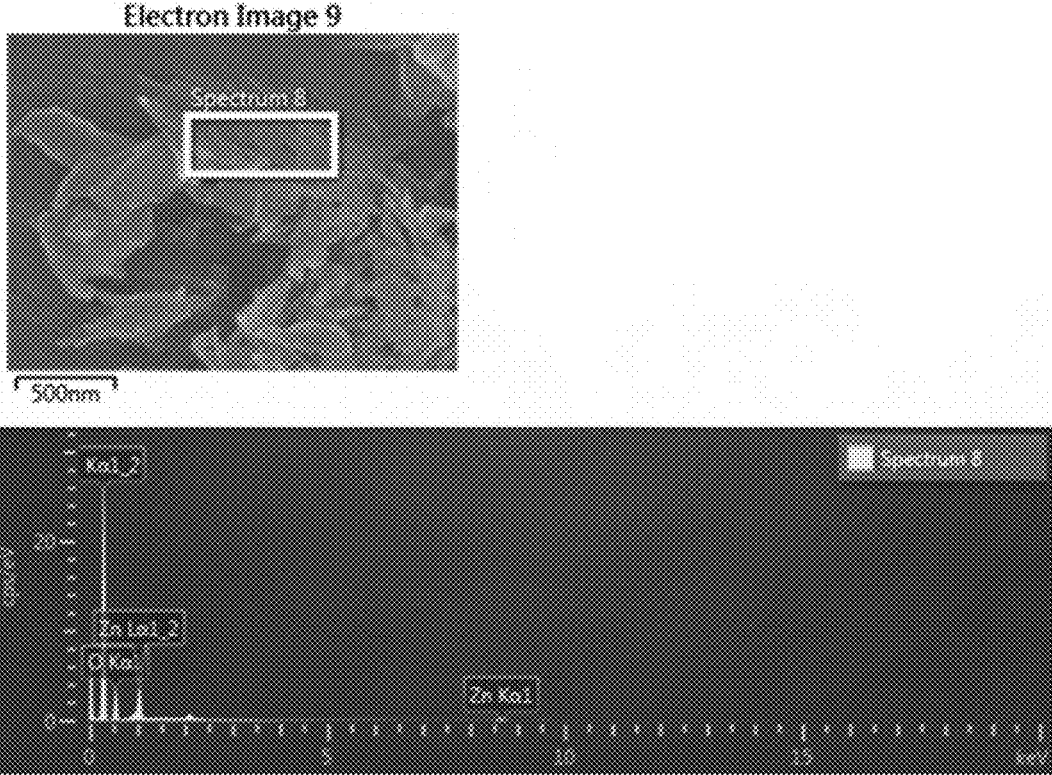 Electron Image 9
Spectrum 8
500nm
Spectrum 8
Kα1_2
20
Zn Lα1_2
O Kα1
Zn Kα1
0
0
5
10
15
keV